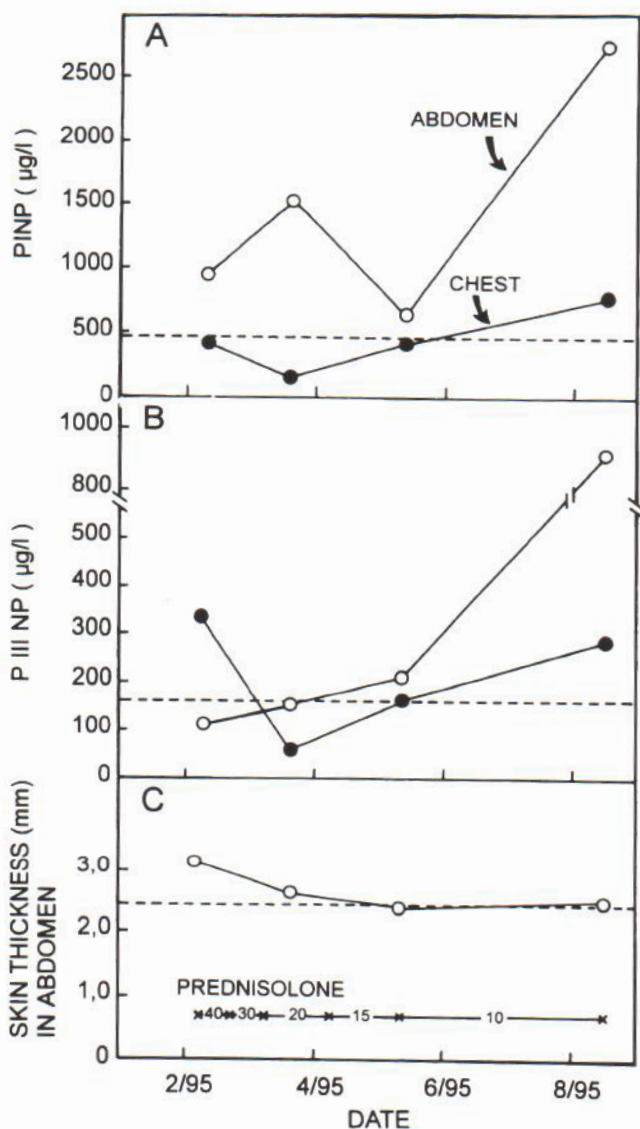 A
2500
2000
1500
1000
500
0
PINP ( µg/l )
ABDOMEN
CHEST
B
1000
800
500
400
300
200
100
0
P III NP ( µg/l )
C
3,0
2,0
1,0
0
SKIN THICKNESS (mm)
IN ABDOMEN
PREDNISOLONE
40 30 20 15 10
2/95 4/95 6/95 8/95
DATE